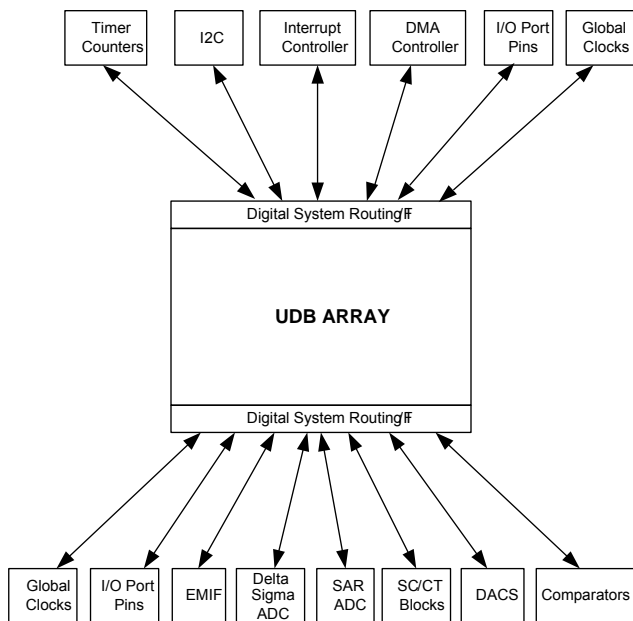 Timer
Counters
I2C
Interrupt
Controller
DMA
Controller
I/O Port
Pins
Global
Clocks
Digital System Routing I/F
UDB ARRAY
Digital System Routing I/F
Global
Clocks
I/O Port
Pins
EMIF
Delta
Sigma
ADC
SAR
ADC
SC/CT
Blocks
DACS
Comparators